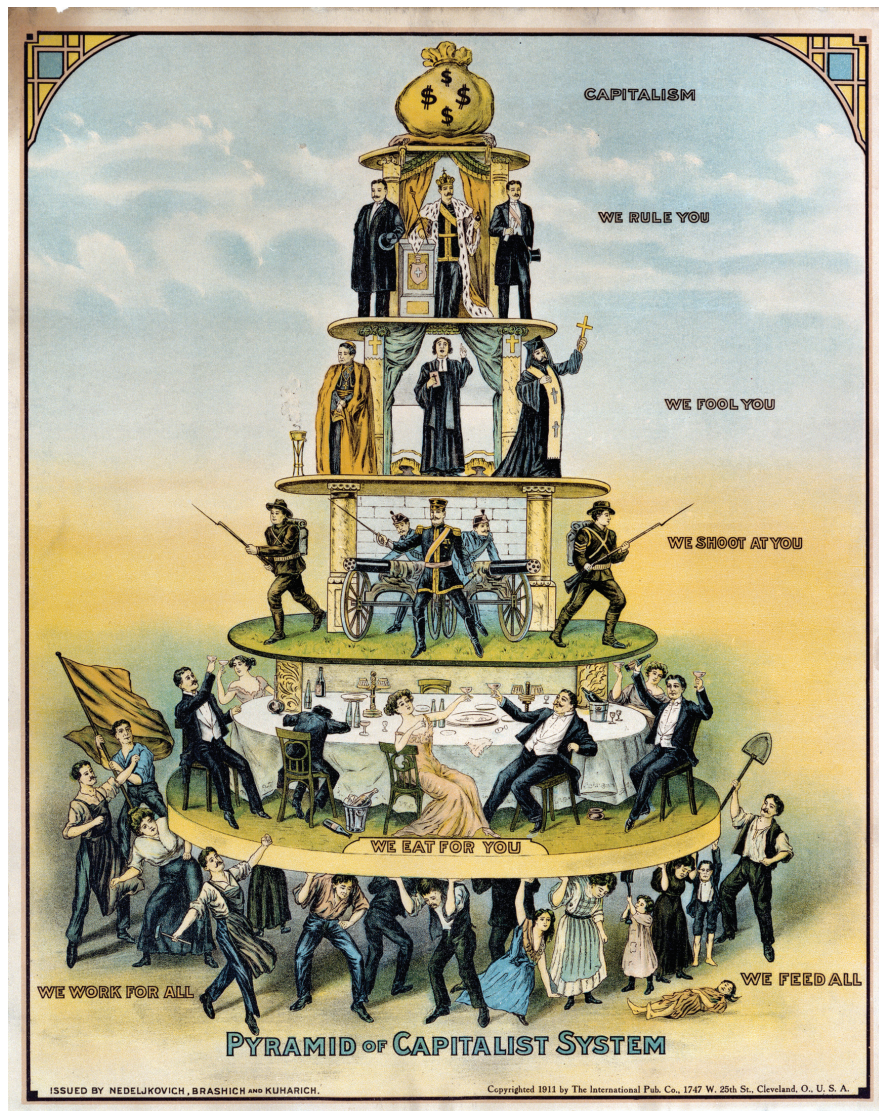 $
$ $
$
CAPITALISM
WE RULE YOU
WE FOOL YOU
WE SHOOT AT YOU
WE EAT FOR YOU
WE WORK FOR ALL
WE FEED ALL
PYRAMID OF CAPITALIST SYSTEM
ISSUED BY NEDELJKOVICH, BRASHICH AND KUHARICH.
Copyrighted 1911 by The International Pub. Co., 1747 W. 25th St., Cleveland, O., U. S. A.